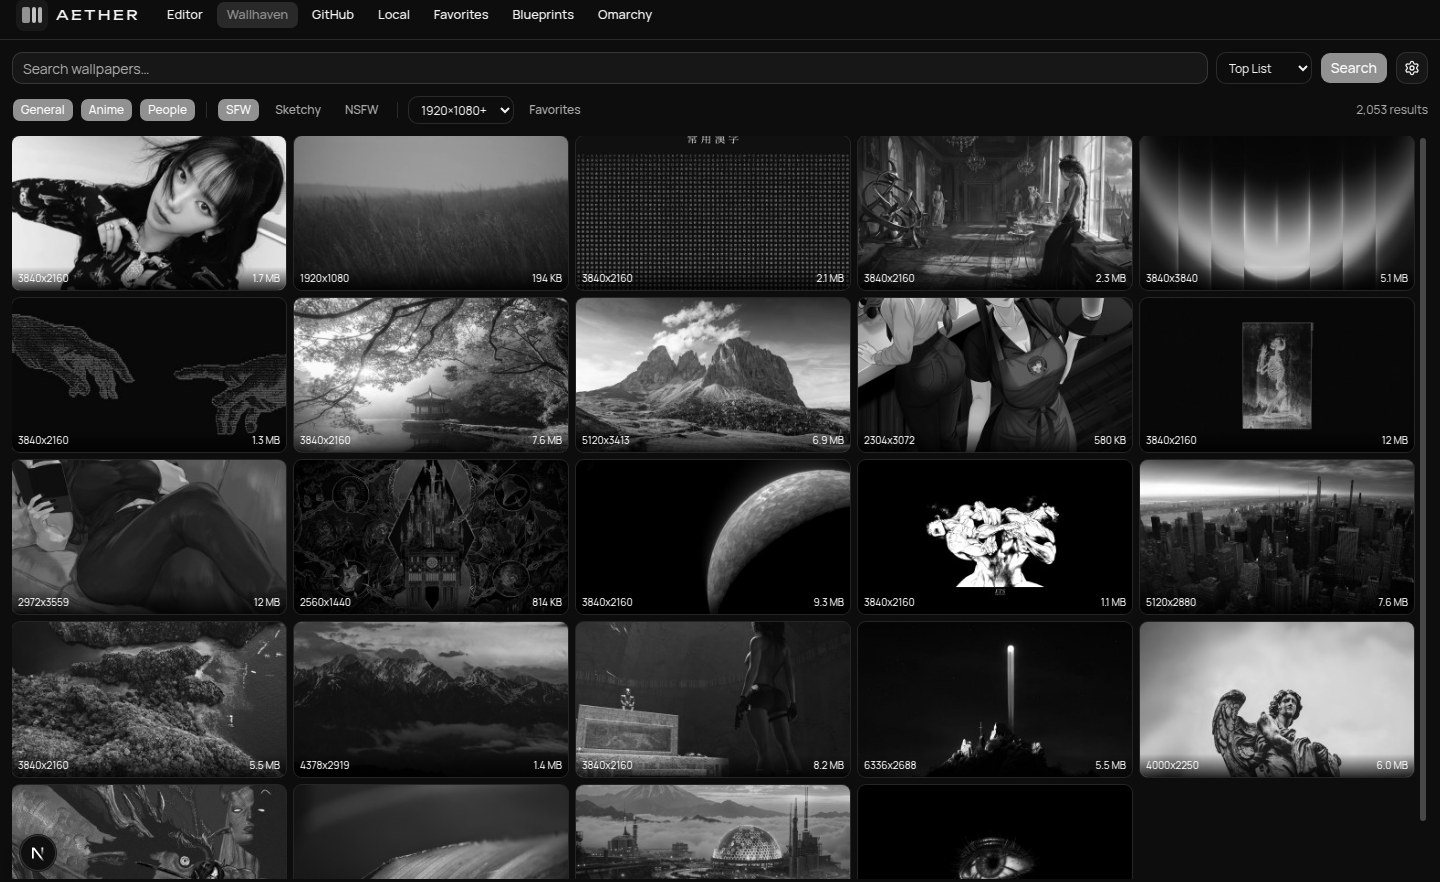 AETHER Editor Wallhaven GitHub Local Favorites Blueprints Omarchy
Search wallpapers... Top List Search
General Anime People SFW Sketchy NSFW 1920×1080+ Favorites 2,053 results
常用漢字
3840x2160 1.7 MB 1920x1080 194 KB 3840x2160 2.1 MB 3840x2160 2.3 MB 3840x3840 5.1 MB
3840x2160 1.3 MB 3840x2160 7.6 MB 5120x3413 6.9 MB 2304x3072 580 KB 3840x2160 12 MB
2972x3559 12 MB 2560x1440 814 KB 3840x2160 9.3 MB 3840x2160 1.1 MB 5120x2880 7.6 MB
3840x2160 5.5 MB 4378x2919 1.4 MB 3840x2160 8.2 MB 6336x2688 5.5 MB 4000x2250 6.0 MB
N